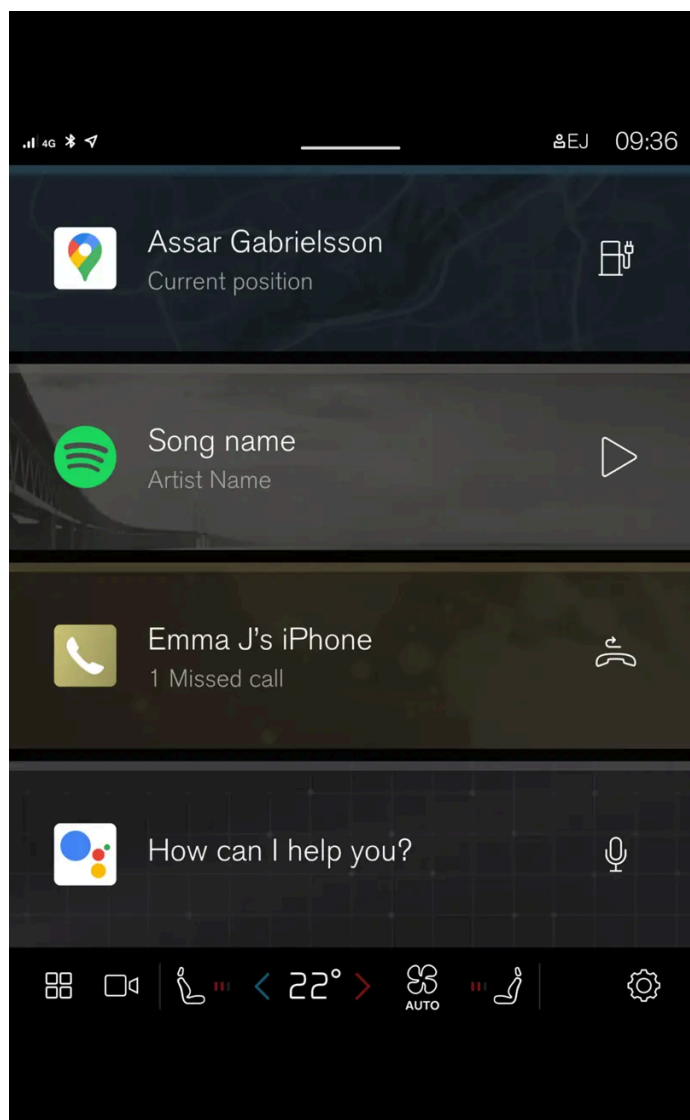 4G EJ 09:36
Assar Gabrielsson
Current position
Song name
Artist Name
Emma J's iPhone
1 Missed call
How can I help you?
22°
AUTO